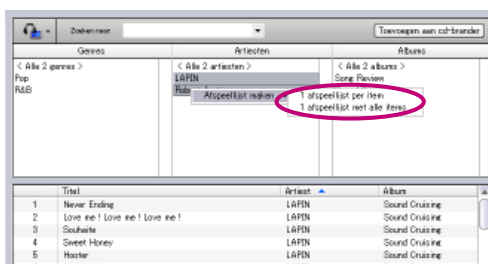 Zoeken naar:
Toevoegen aan cd-brander
Genres Artiesten Albums
< Alle 2 genres > < Alle 2 artiesten > < Alle 2 albums >
Pop LAPIN Song Review
R&B
Afspeellijst maken 1 afspeellijst per item
1 afspeellijst met alle items
Titel Artiest Album
1 Never Ending LAPIN Sound Cruising
2 Love me ! Love me ! Love me ! LAPIN Sound Cruising
3 Souhaite LAPIN Sound Cruising
4 Sweet Honey LAPIN Sound Cruising
5 Hooter LAPIN Sound Cruising